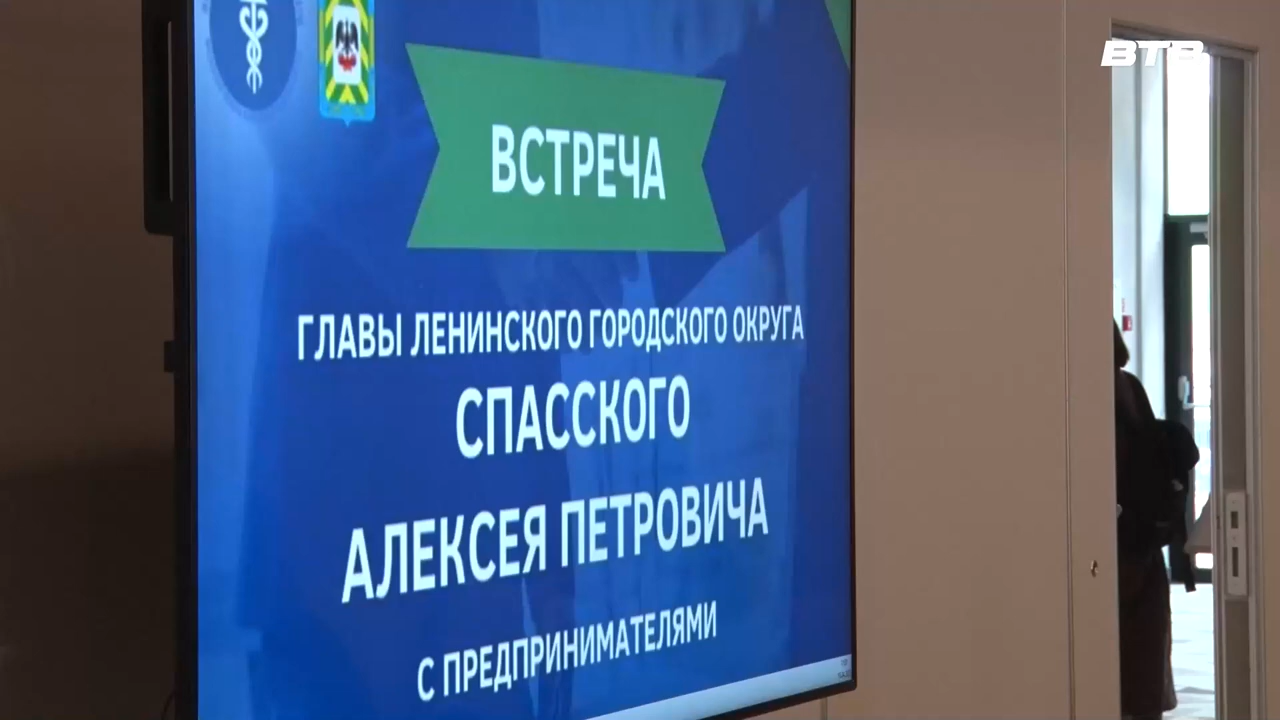 ВТВ
ВСТРЕЧА
ГЛАВЫ ЛЕНИНСКОГО ГОРОДСКОГО ОКРУГА
СПАССКОГО
АЛЕКСЕЯ ПЕТРОВИЧА
С ПРЕДПРИНИМАТЕЛЯМИ